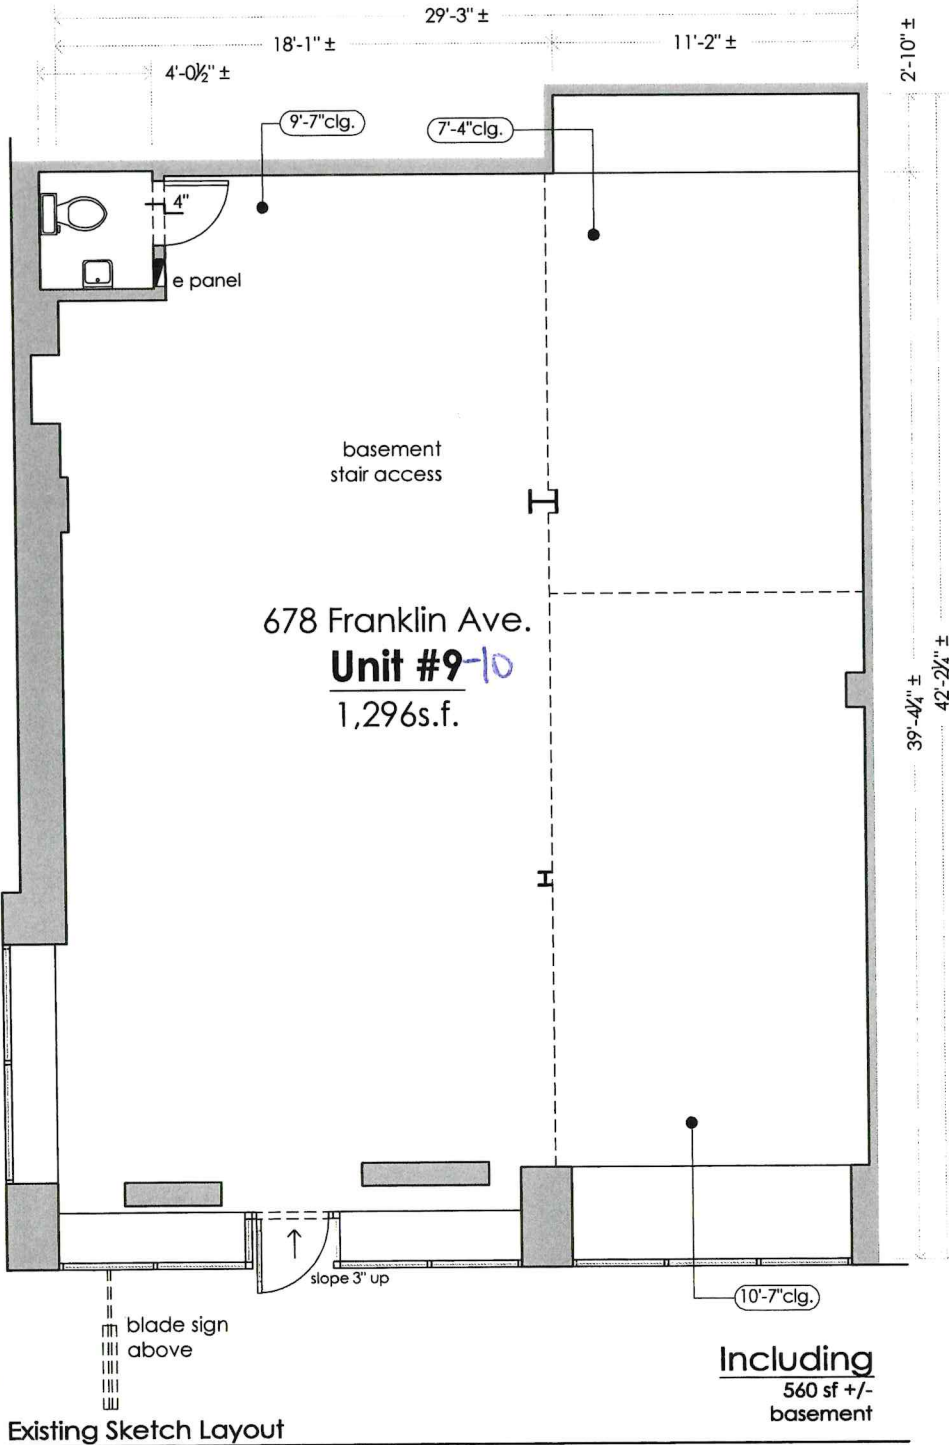 29'-3" ±
18'-1" ±
11'-2" ±
4'-0½" ±
2'-10" ±
9'-7"clg.
7'-4"clg.
4"
e panel
basement
stair access
678 Franklin Ave.
Unit #9-10
1,296s.f.
39'-4¼" ±
42'-2¼" ±
slope 3" up
10'-7"clg.
blade sign
above
Including
560 sf +/-
basement
Existing Sketch Layout